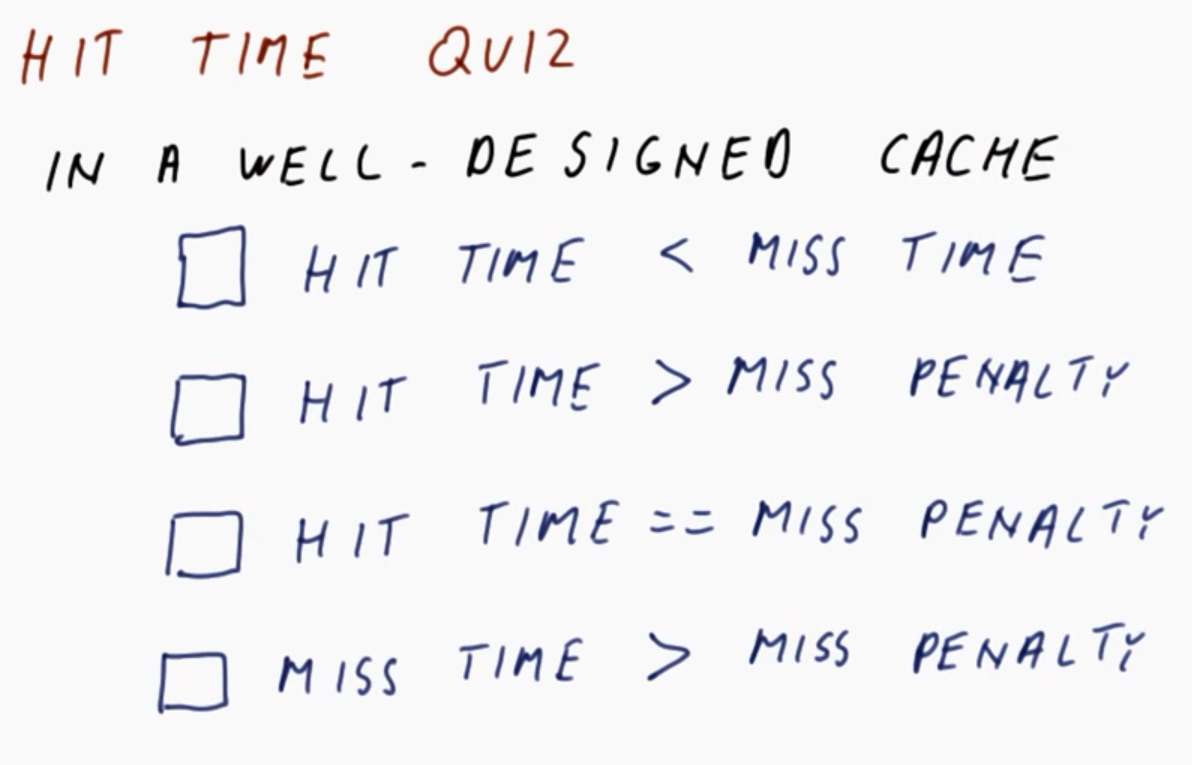 HIT TIME QUIZ
IN A WELL-DESIGNED CACHE
HIT TIME < MISS TIME
HIT TIME > MISS PENALTY
HIT TIME == MISS PENALTY
MISS TIME > MISS PENALTY